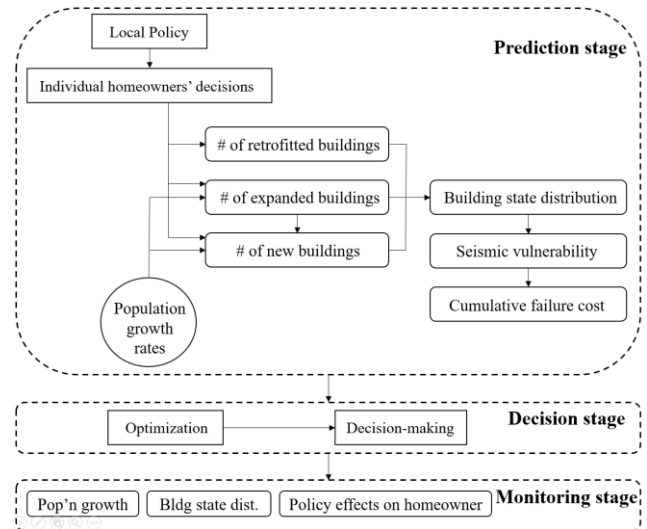 Local Policy
Prediction stage
Individual homeowners' decisions
# of retrofitted buildings
# of expanded buildings
Building state distribution
# of new buildings
Seismic vulnerability
Population
growth
rates
Cumulative failure cost
Optimization
Decision-making
Decision stage
Pop'n growth
Bldg state dist.
Policy effects on homeowner
Monitoring stage